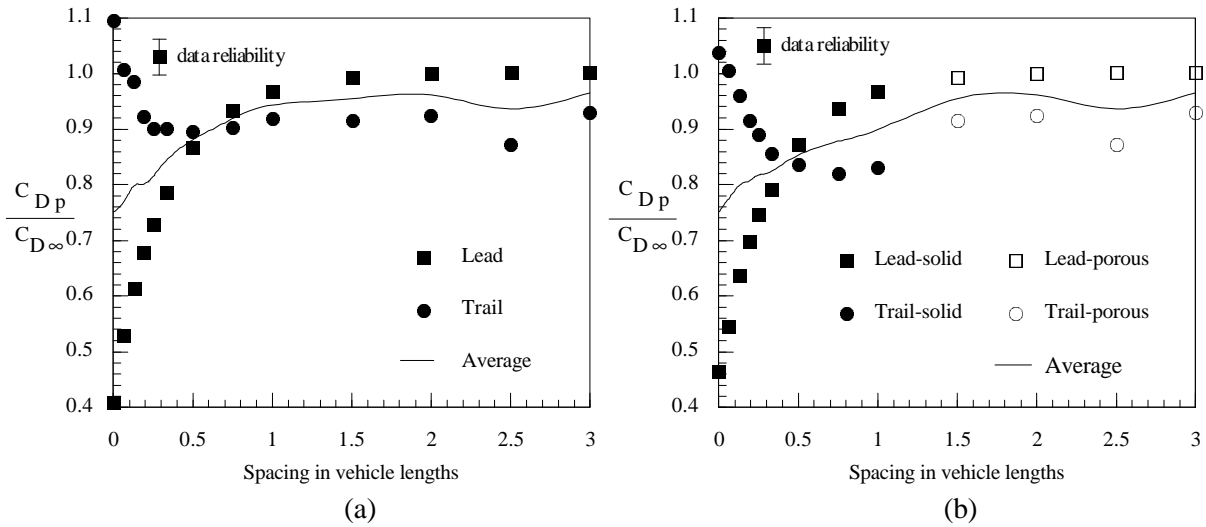 1.1
1.0
0.9
0.8
0.7
0.6
0.5
0.4
C D p
C D ∞
data reliability
Lead
Trail
Average
0 0.5 1 1.5 2 2.5 3
Spacing in vehicle lengths
(a)
1.1
1.0
0.9
0.8
0.7
0.6
0.5
0.4
C D p
C D ∞
data reliability
Lead-solid Lead-porous
Trail-solid Trail-porous
Average
0 0.5 1 1.5 2 2.5 3
Spacing in vehicle lengths
(b)